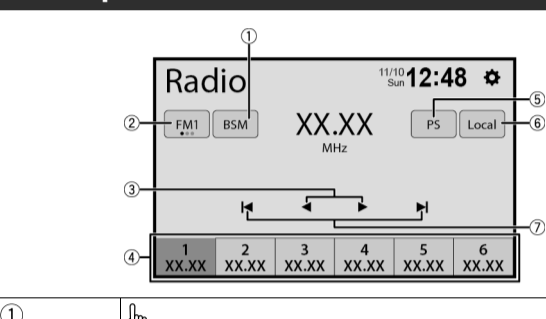 ①
Radio 11/10 Sun 12:48
⑤
② FM1 BSM XX.XX PS Local ⑥
MHz
③
⑦
④ 1 2 3 4 5 6
XX.XX XX.XX XX.XX XX.XX XX.XX XX.XX
①